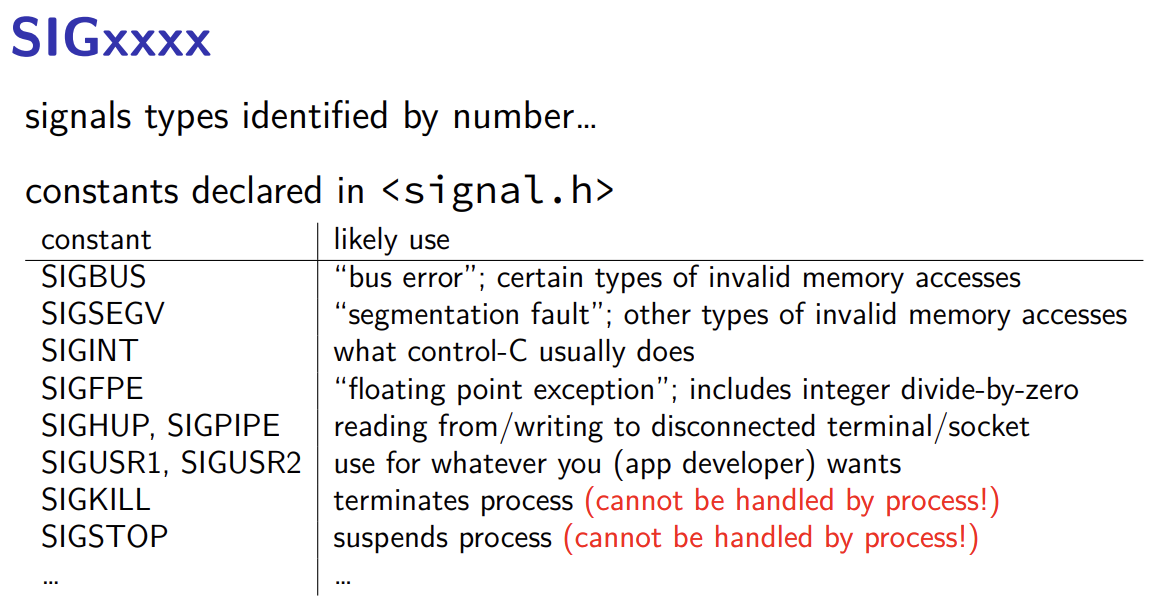 SIGxxxx
signals types identified by number…
constants declared in <signal.h>
constant likely use
SIGBUS “bus error”; certain types of invalid memory accesses
SIGSEGV “segmentation fault”; other types of invalid memory accesses
SIGINT what control-C usually does
SIGFPE “floating point exception”; includes integer divide-by-zero
SIGHUP, SIGPIPE reading from/writing to disconnected terminal/socket
SIGUSR1, SIGUSR2 use for whatever you (app developer) wants
SIGKILL terminates process (cannot be handled by process!)
SIGSTOP suspends process (cannot be handled by process!)
… …